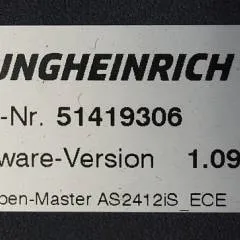 UNGHEINRICH
-Nr. 51419306
ware-Version 1.09
pen-Master AS2412iS_ECE